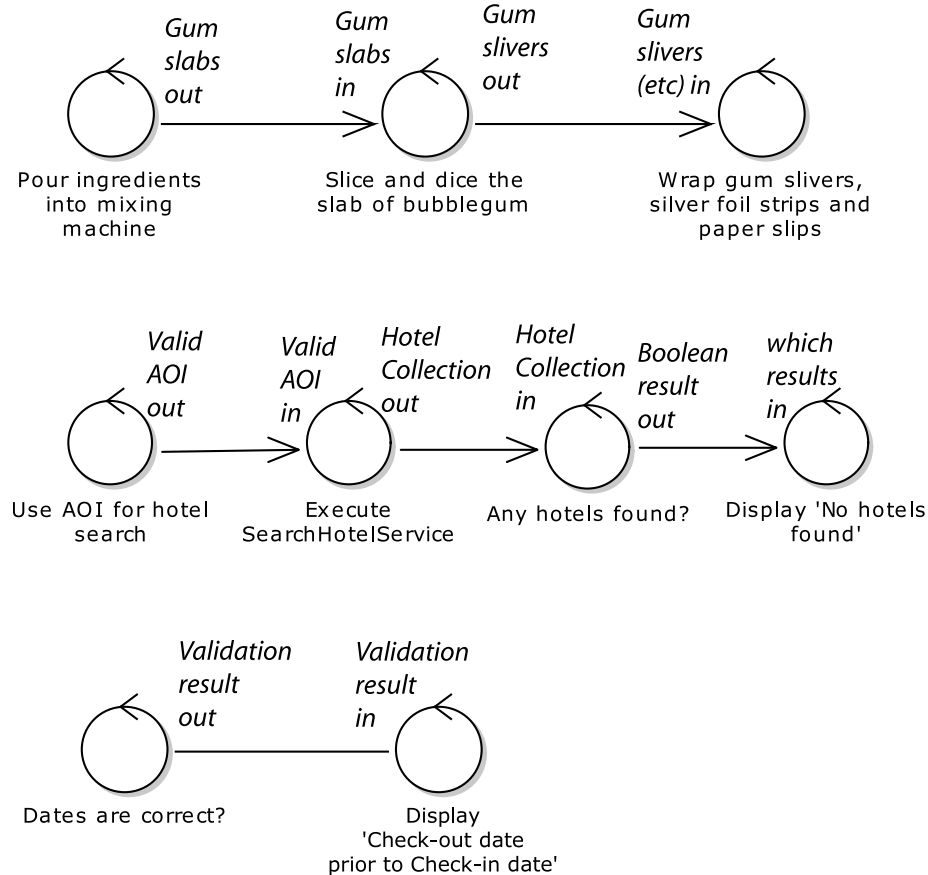 Gum
slabs
out
Gum
slabs
in
Gum
slivers
out
Gum
slivers
(etc) in
Pour ingredients
into mixing
machine
Slice and dice the
slab of bubblegum
Wrap gum slivers,
silver foil strips and
paper slips
Valid
AOI
out
Valid
AOI
in
Hotel
Collection
out
Hotel
Collection
in
Boolean
result
out
which
results
in
Use AOI for hotel
search
Execute
SearchHotelService
Any hotels found?
Display 'No hotels
found'
Validation
result
out
Validation
result
in
Dates are correct?
Display
'Check-out date
prior to Check-in date'